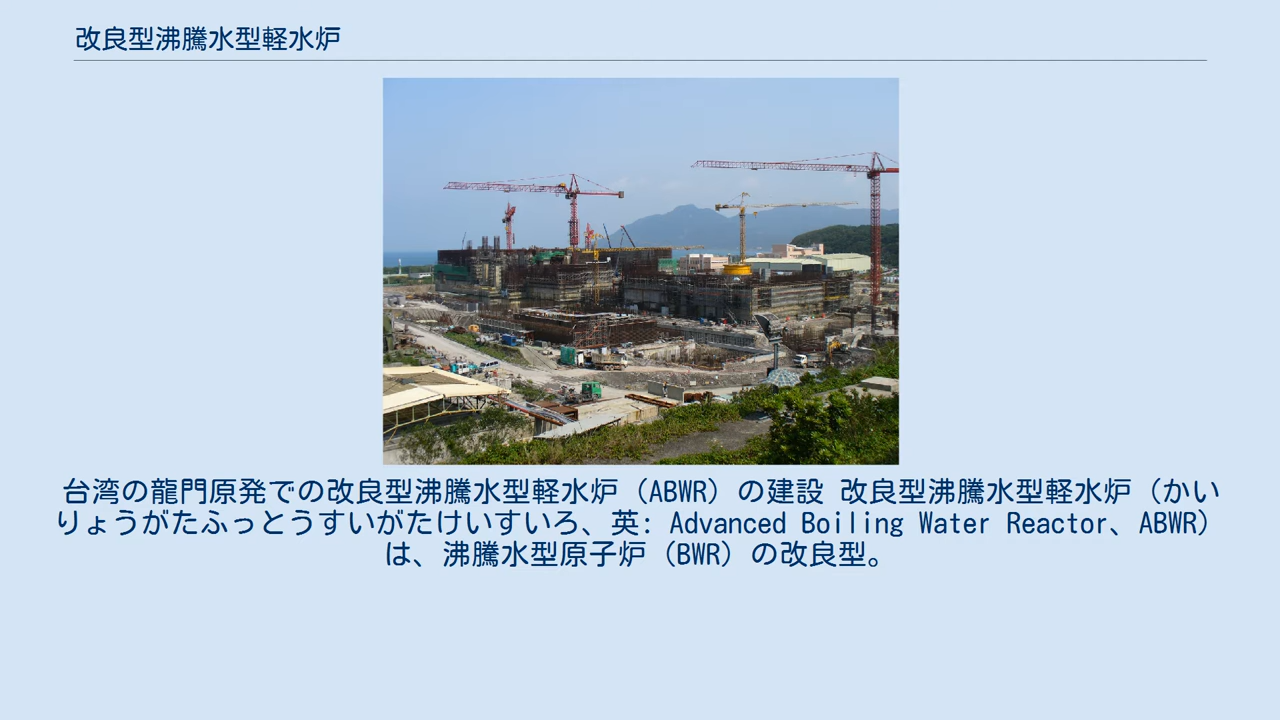 改良型沸騰水型軽水炉
台湾の龍門原発での改良型沸騰水型軽水炉（ABWR）の建設 改良型沸騰水型軽水炉（かい
りょうがたふっとうすいがたけいすいろ、英: Advanced Boiling Water Reactor、ABWR）
は、沸騰水型原子炉（BWR）の改良型。